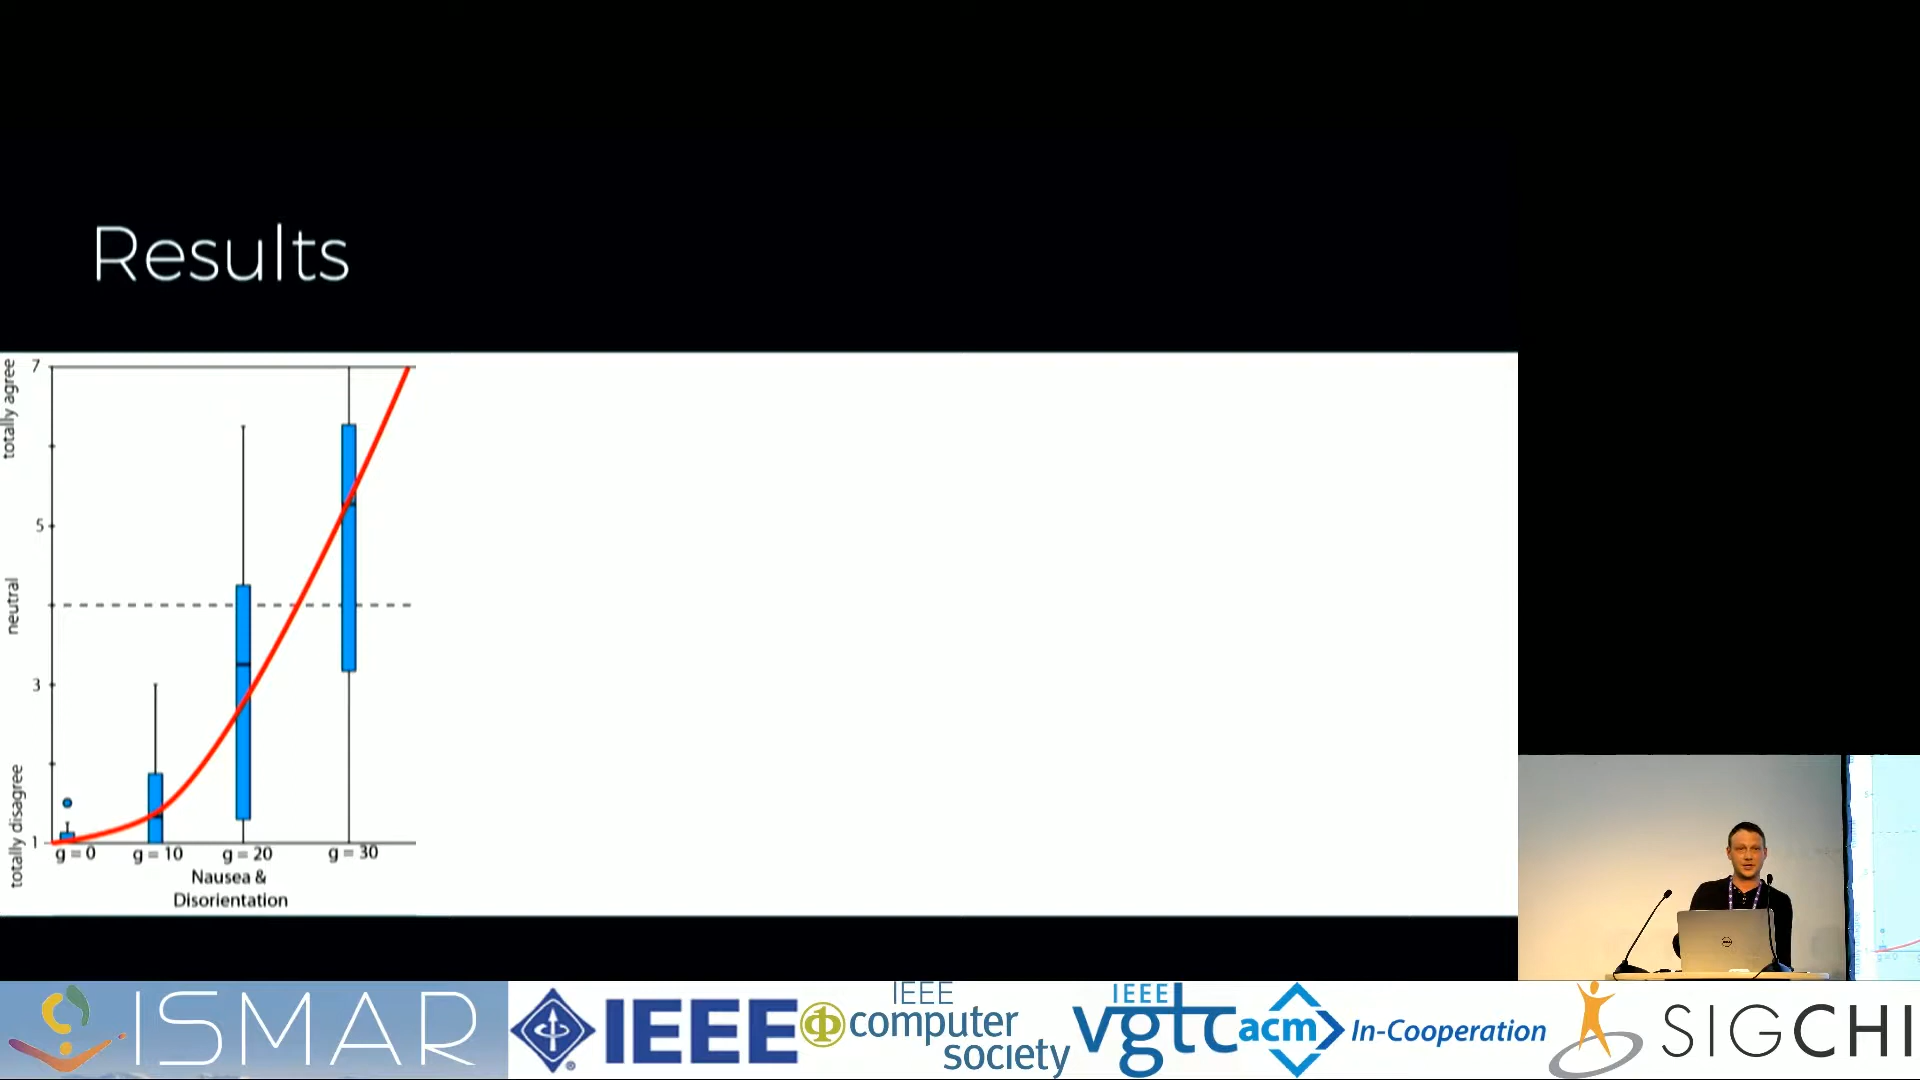 Results
totally agree
neutral
totally disagree
7
5
3
1
g = 0
g = 10
g = 20
g = 30
Nausea &
Disorientation
ISMAR
IEEE
IEEE
computer
society
IEEE
vgtc
acm
In-Cooperation
SIGCHI